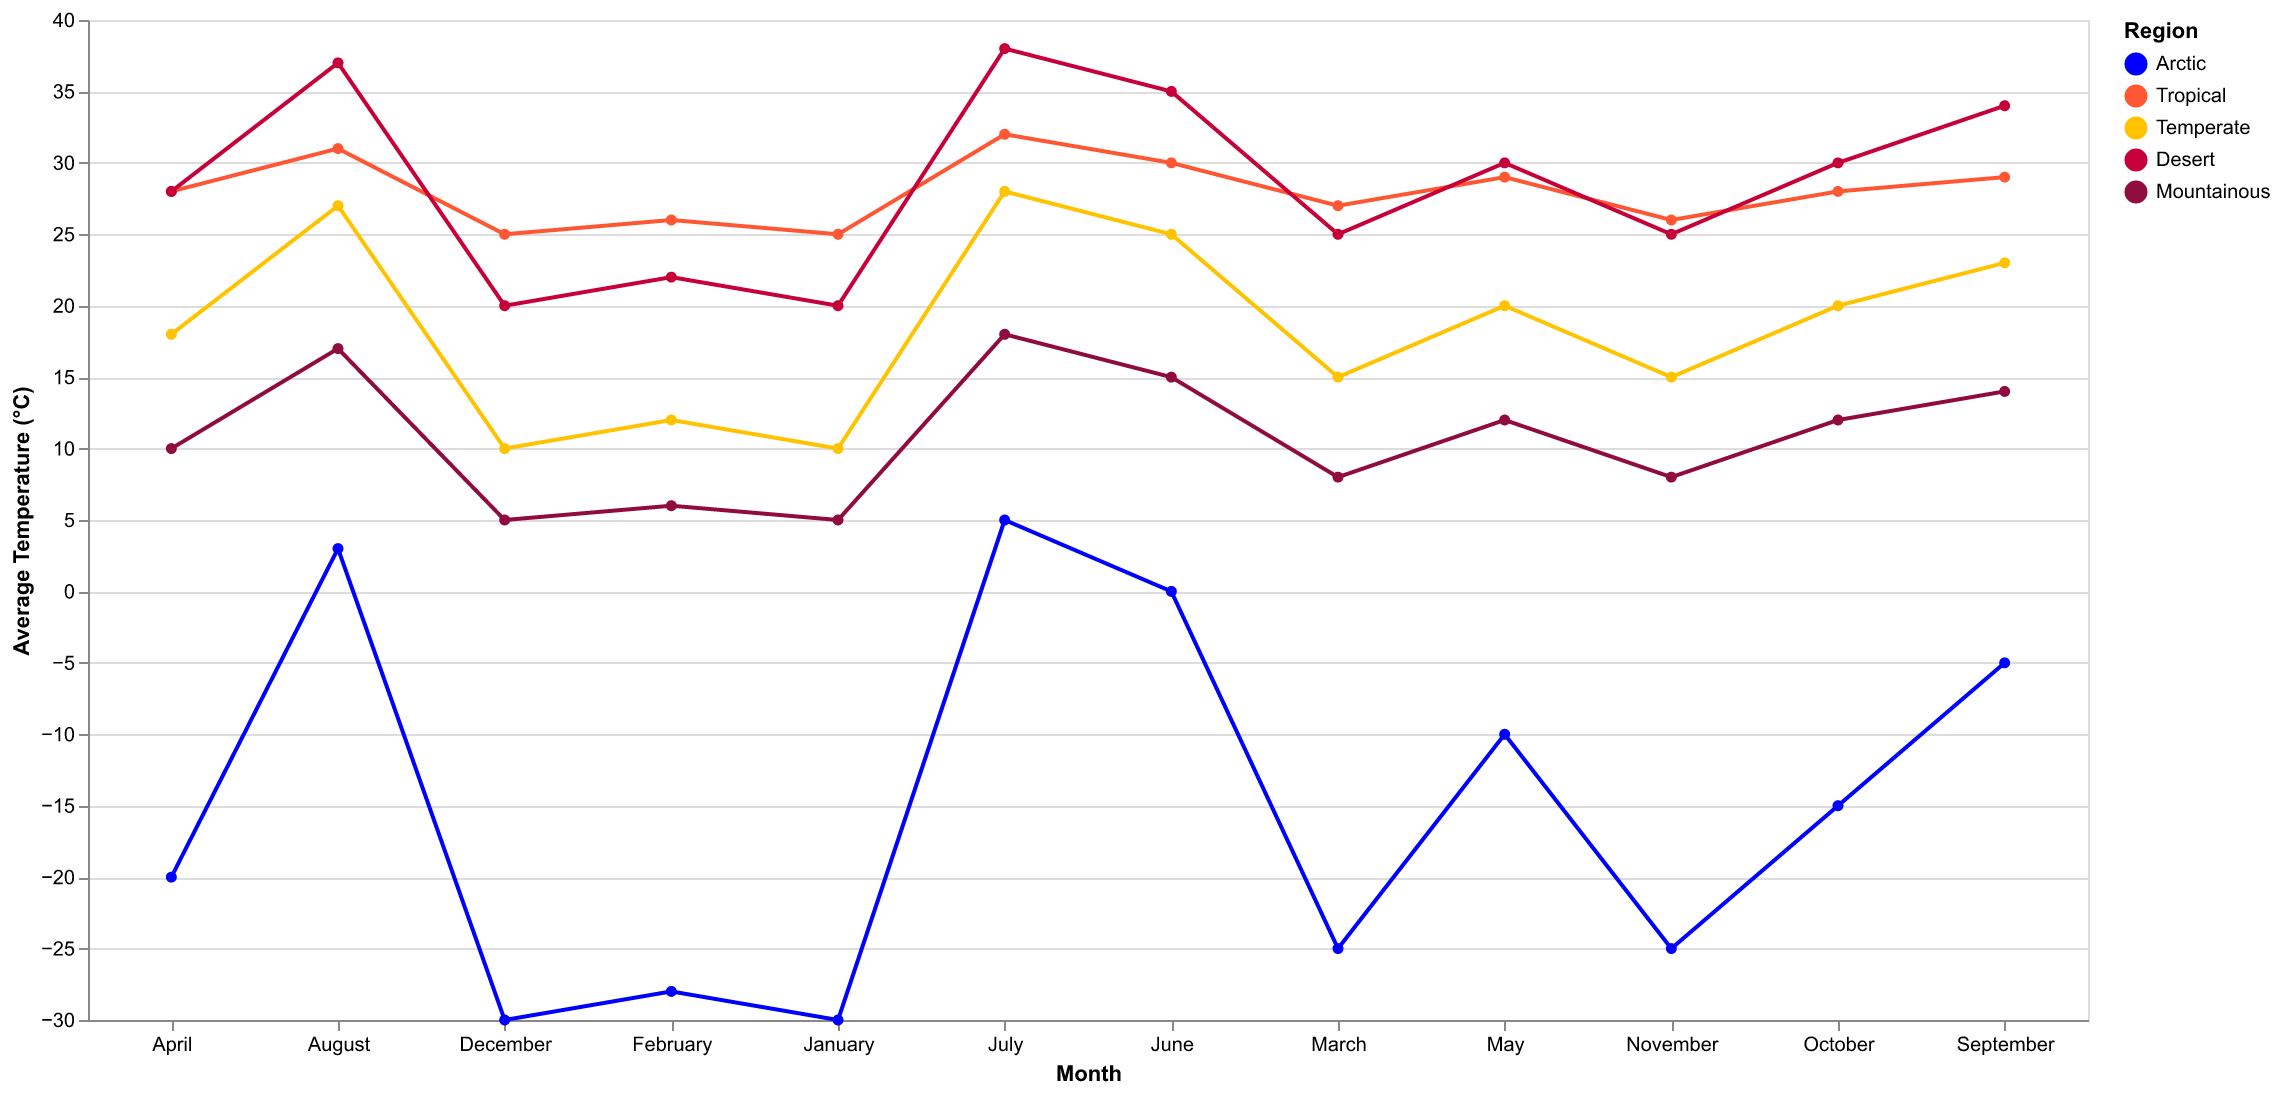 Average Temperature (°C)
40
35
30
25
20
15
10
5
0
−5
−10
−15
−20
−25
−30
April August December February January July June March May November October September
Month
Region
Arctic
Tropical
Temperate
Desert
Mountainous